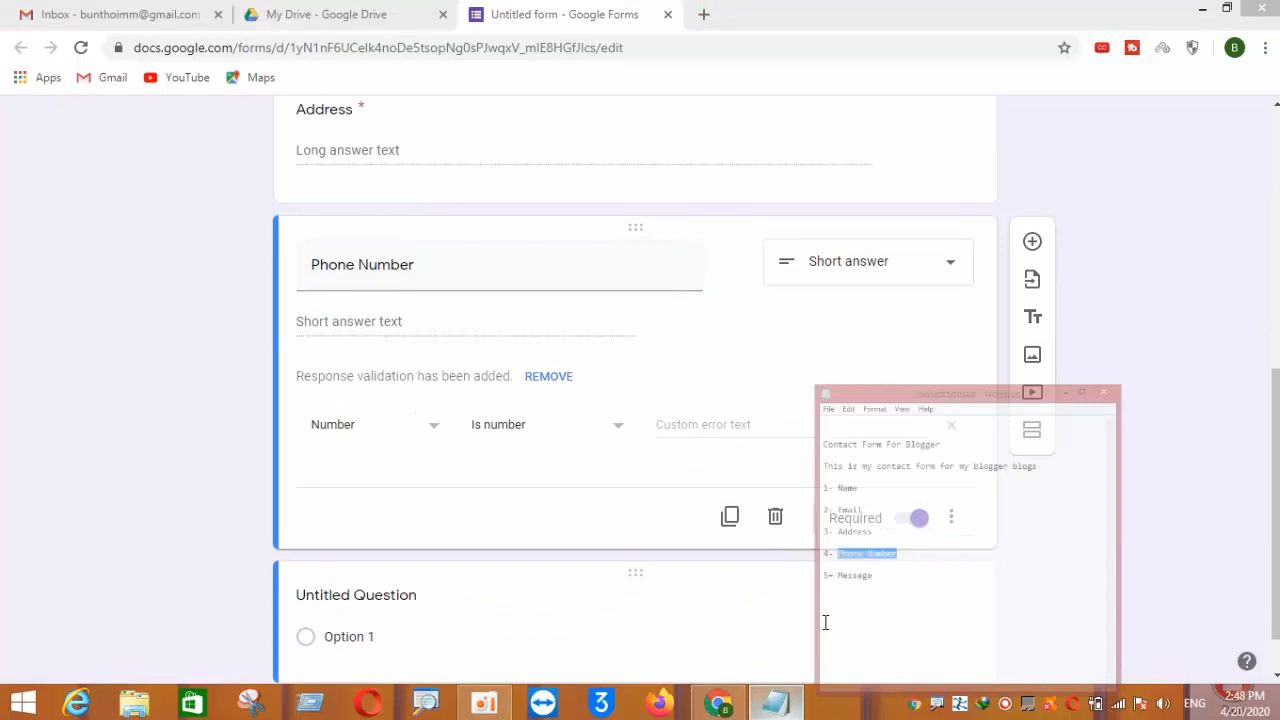 Inbox - bunthoimm@gmail.com
My Drive - Google Drive
Untitled form - Google Forms
docs.google.com/forms/d/1yN1nF6UCelk4noDe5tsopNg0sPJwqxV_mIE8HGfJIcs/edit
Apps
Gmail
YouTube
Maps
B
Address *
Long answer text
Phone Number
Short answer
Short answer text
Response validation has been added. REMOVE
Number
Is number
Custom error text
Required
File Edit Format View Help
Contact Form For Blogger
This is my contact form for my blogger blogs
1- Name
2- Email
3- Address
4- Phone Number
5- Message
Untitled Question
Option 1
ENG
2:48 PM
4/20/2020